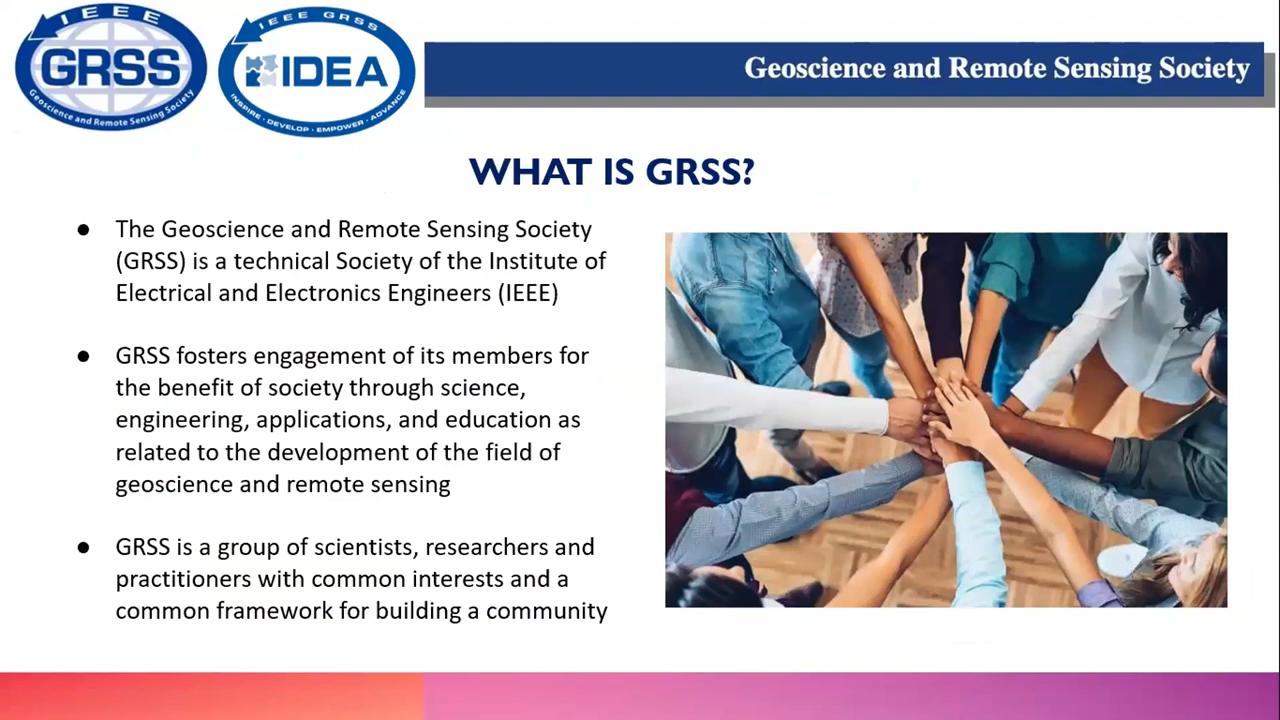 IEEE
GRSS
Geoscience and Remote Sensing Society
IEEE GRSS
IDEA
INSPIRE · DEVELOP · EMPOWER · ADVANCE
Geoscience and Remote Sensing Society
WHAT IS GRSS?
● The Geoscience and Remote Sensing Society
(GRSS) is a technical Society of the Institute of
Electrical and Electronics Engineers (IEEE)
● GRSS fosters engagement of its members for
the benefit of society through science,
engineering, applications, and education as
related to the development of the field of
geoscience and remote sensing
● GRSS is a group of scientists, researchers and
practitioners with common interests and a
common framework for building a community